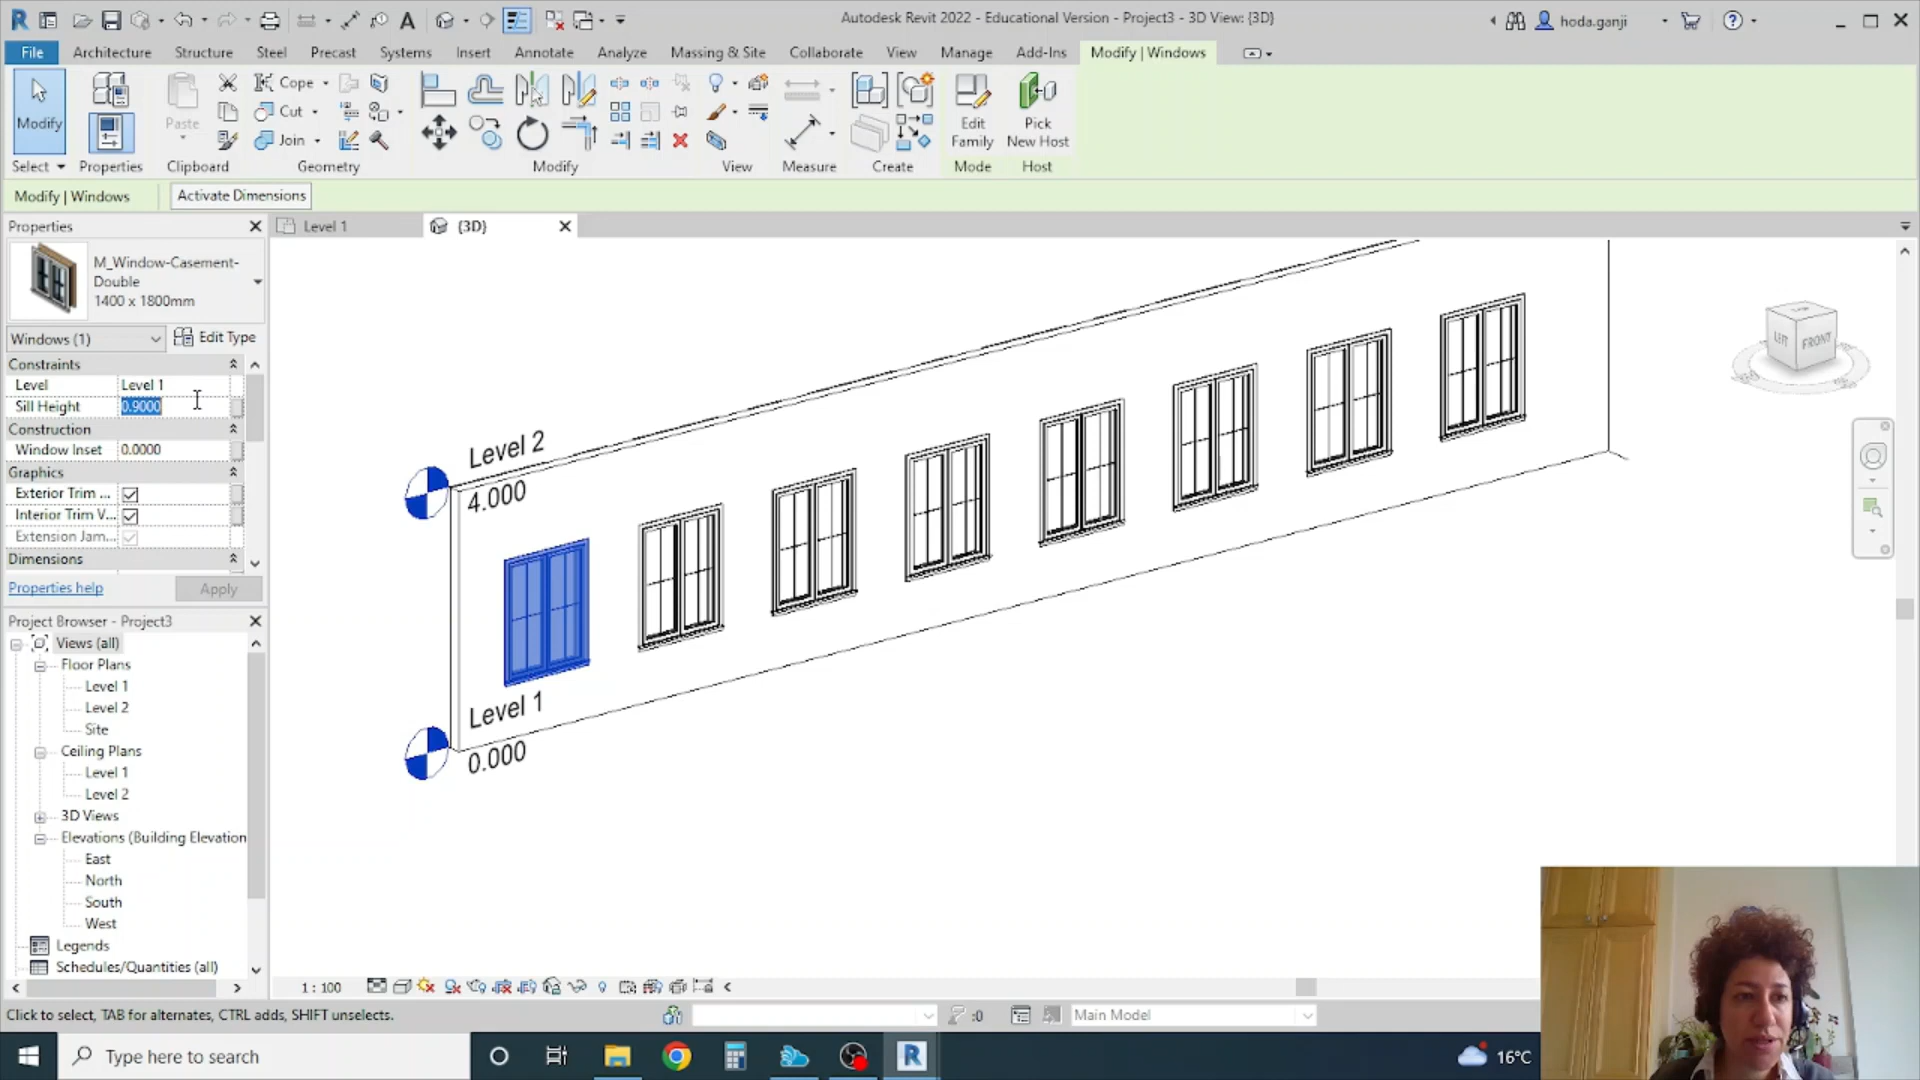 Autodesk Revit 2022 - Educational Version - Project3 - 3D View: {3D}
hoda.ganji
File Architecture Structure Steel Precast Systems Insert Annotate Analyze Massing & Site Collaborate View Manage Add-Ins Modify | Windows
Modify
Paste
Cope
Cut
Join
Edit Family
Pick New Host
Select Properties Clipboard Geometry Modify View Measure Create Mode Host
Modify | Windows Activate Dimensions
Properties
Level 1
{3D}
M_Window-Casement-
Double
1400 x 1800mm
Windows (1) Edit Type
Constraints
Level Level 1
Sill Height 0.9000
Construction
Window Inset 0.0000
Graphics
Exterior Trim ...
Interior Trim V...
Extension Jam...
Dimensions
Properties help Apply
Project Browser - Project3
Views (all)
Floor Plans
Level 1
Level 2
Site
Ceiling Plans
Level 1
Level 2
3D Views
Elevations (Building Elevation
East
North
South
West
Legends
Schedules/Quantities (all)
Level 2
4.000
Level 1
0.000
LEFT FRONT
1 : 100
Click to select, TAB for alternates, CTRL adds, SHIFT unselects.
:0
Main Model
Type here to search
16°C